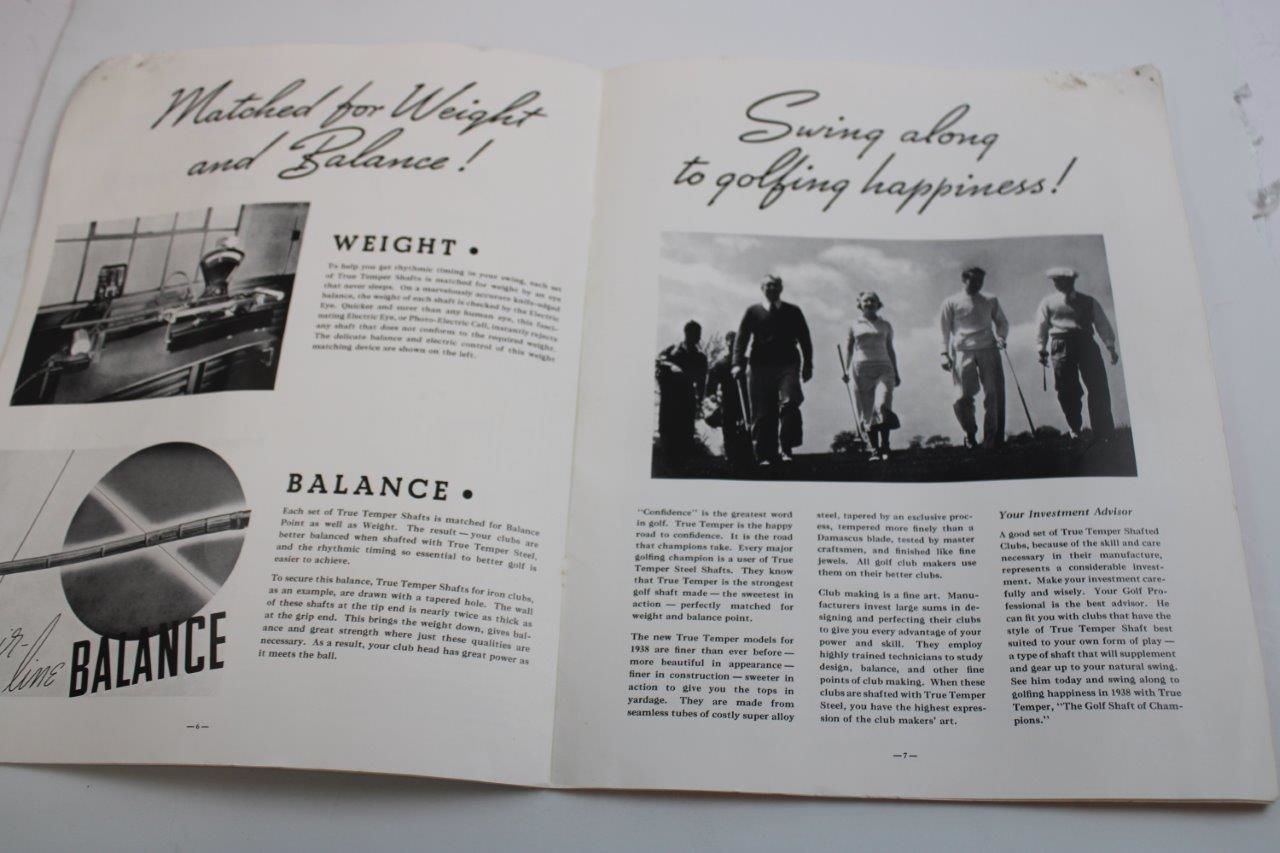 Matched for Weight
and Balance!
WEIGHT •
To help you get rhythmic timing in your swing, each set
of True Temper Shafts is matched for weight by an eye
that never sleeps. On a marvelously accurate knife-edged
balance, the weight of each shaft is checked by the Electric
Eye. Quicker and surer than any human eye, this fasci-
nating Electric Eye, or Photo-Electric Cell, instantly rejects
any shaft that does not conform to the required weight.
The delicate balance and electric control of this weight
matching device are shown on the left.
line
BALANCE
BALANCE •
Each set of True Temper Shafts is matched for Balance
Point as well as Weight. The result — your clubs are
better balanced when shafted with True Temper Steel,
and the rhythmic timing so essential to better golf is
easier to achieve.
To secure this balance, True Temper Shafts for iron clubs,
as an example, are drawn with a tapered hole. The wall
of these shafts at the tip end is nearly twice as thick as
at the grip end. This brings the weight down, gives bal-
ance and great strength where just these qualities are
necessary. As a result, your club head has great power as
it meets the ball.
—6—
Swing along
to golfing happiness!
"Confidence" is the greatest word
in golf. True Temper is the happy
road to confidence. It is the road
that champions take. Every major
golfing champion is a user of True
Temper Steel Shafts. They know
that True Temper is the strongest
golf shaft made — the sweetest in
action — perfectly matched for
weight and balance point.
The new True Temper models for
1938 are finer than ever before —
more beautiful in appearance —
finer in construction — sweeter in
action to give you the tops in
yardage. They are made from
seamless tubes of costly super alloy
steel, tapered by an exclusive proc-
ess, tempered more finely than a
Damascus blade, tested by master
craftsmen, and finished like fine
jewels. All golf club makers use
them on their better clubs.
Club making is a fine art. Manu-
facturers invest large sums in de-
signing and perfecting their clubs
to give you every advantage of your
power and skill. They employ
highly trained technicians to study
design, balance, and other fine
points of club making. When these
clubs are shafted with True Temper
Steel, you have the highest expres-
sion of the club makers' art.
Your Investment Advisor
A good set of True Temper Shafted
Clubs, because of the skill and care
necessary in their manufacture,
represents a considerable invest-
ment. Make your investment care-
fully and wisely. Your Golf Pro-
fessional is the best advisor. He
can fit you with clubs that have the
style of True Temper Shaft best
suited to your own form of play —
a type of shaft that will supplement
and gear up to your natural swing.
See him today and swing along to
golfing happiness in 1938 with True
Temper, "The Golf Shaft of Cham-
pions."
—7—